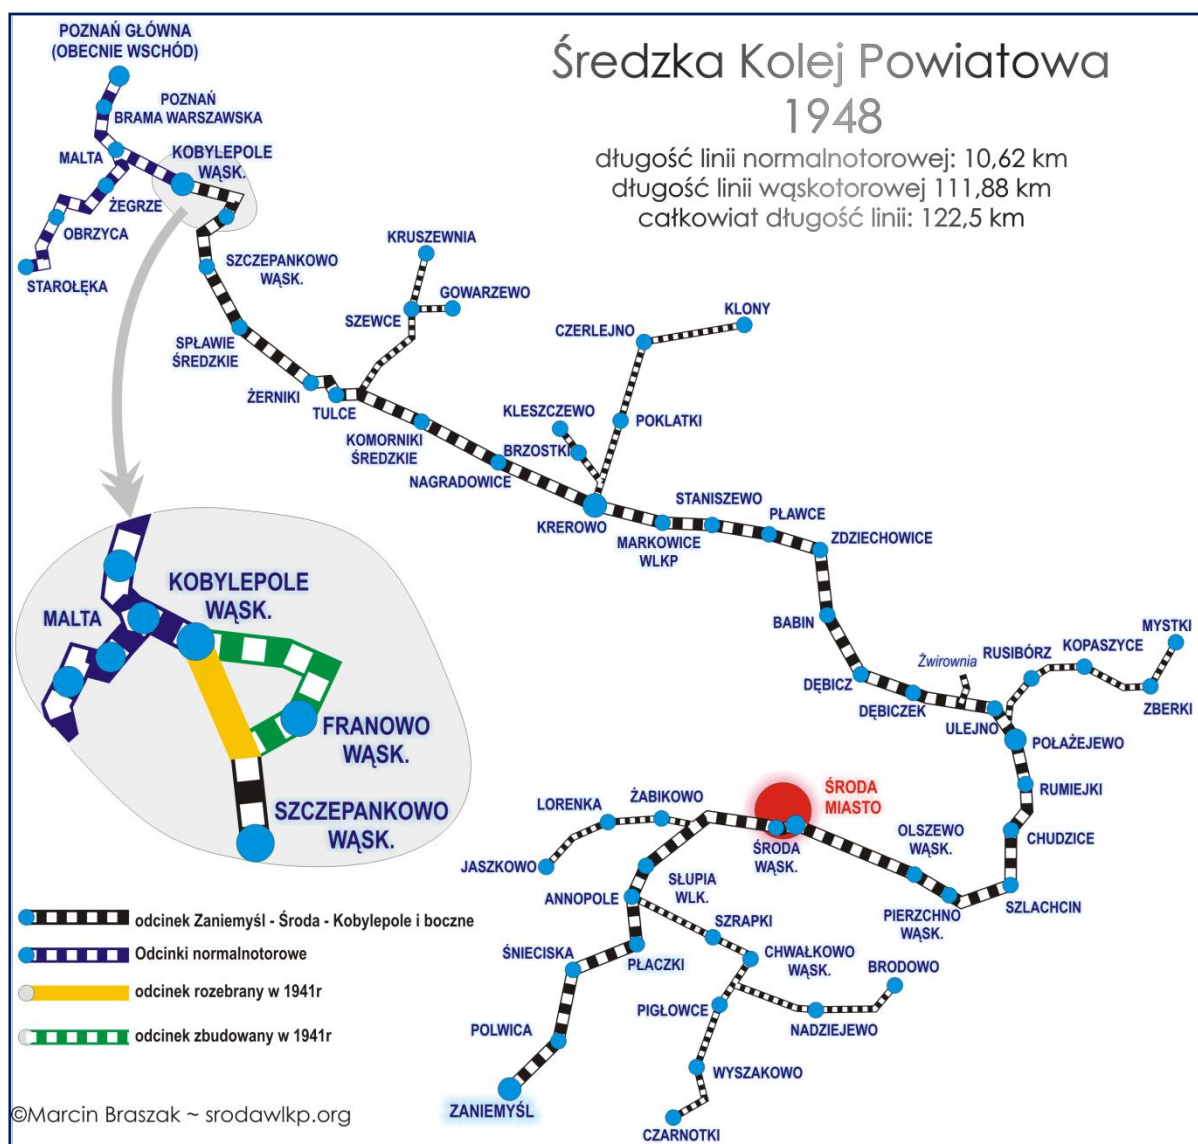 Średzka Kolej Powiatowa
1948
długość linii normalnotorowej: 10,62 km
długość linii wąskotorowej 111,88 km
całkowiat długość linii: 122,5 km
POZNAŃ GŁÓWNA
(OBECNIE WSCHÓD)
POZNAŃ
BRAMA WARSZAWSKA
MALTA
KOBYLEPOLE
WĄSK.
ŻEGRZE
OBRZYCA
STAROŁĘKA
SZCZEPANKOWO
WĄSK.
SPŁAWIE
ŚREDZKIE
ŻERNIKI
TULCE
KRUSZEWNIA
GOWARZEWO
SZEWCE
KOMORNIKI
ŚREDZKIE
NAGRADOWICE
KLONY
CZERLEJNO
KLESZCZEWO
POKLATKI
BRZOSTKI
KREROWO
MARKOWICE
WLKP
STANISZEWO
PŁAWCE
ZDZIECHOWICE
BABIN
DĘBICZ
DĘBICZEK
Żwirownia
ULEJNO
RUSIBÓRZ
KOPASZYCE
MYSTKI
ZBERKI
POŁAŻEJEWO
RUMIEJKI
CHUDZICE
SZLACHCIN
PIERZCHNO
WĄSK.
OLSZEWO
WĄSK.
ŚRODA
MIASTO
ŚRODA
WĄSK.
ŻABIKOWO
LORENKA
JASZKOWO
SŁUPIA
WLK.
ANNOPOLE
SZRAPKI
CHWAŁKOWO
WĄSK.
BRODOWO
NADZIEJEWO
PIGŁOWCE
WYSZAKOWO
CZARNOTKI
PŁACZKI
ŚNIECISKA
POLWICA
ZANIEMYŚL
MALTA
KOBYLEPOLE
WĄSK.
FRANOWO
WĄSK.
SZCZEPANKOWO
WĄSK.
odcinek Zaniemyśl - Środa - Kobylepole i boczne
Odcinki normalnotorowe
odcinek rozebrany w 1941r
odcinek zbudowany w 1941r
©Marcin Braszak ~ srodawlkp.org